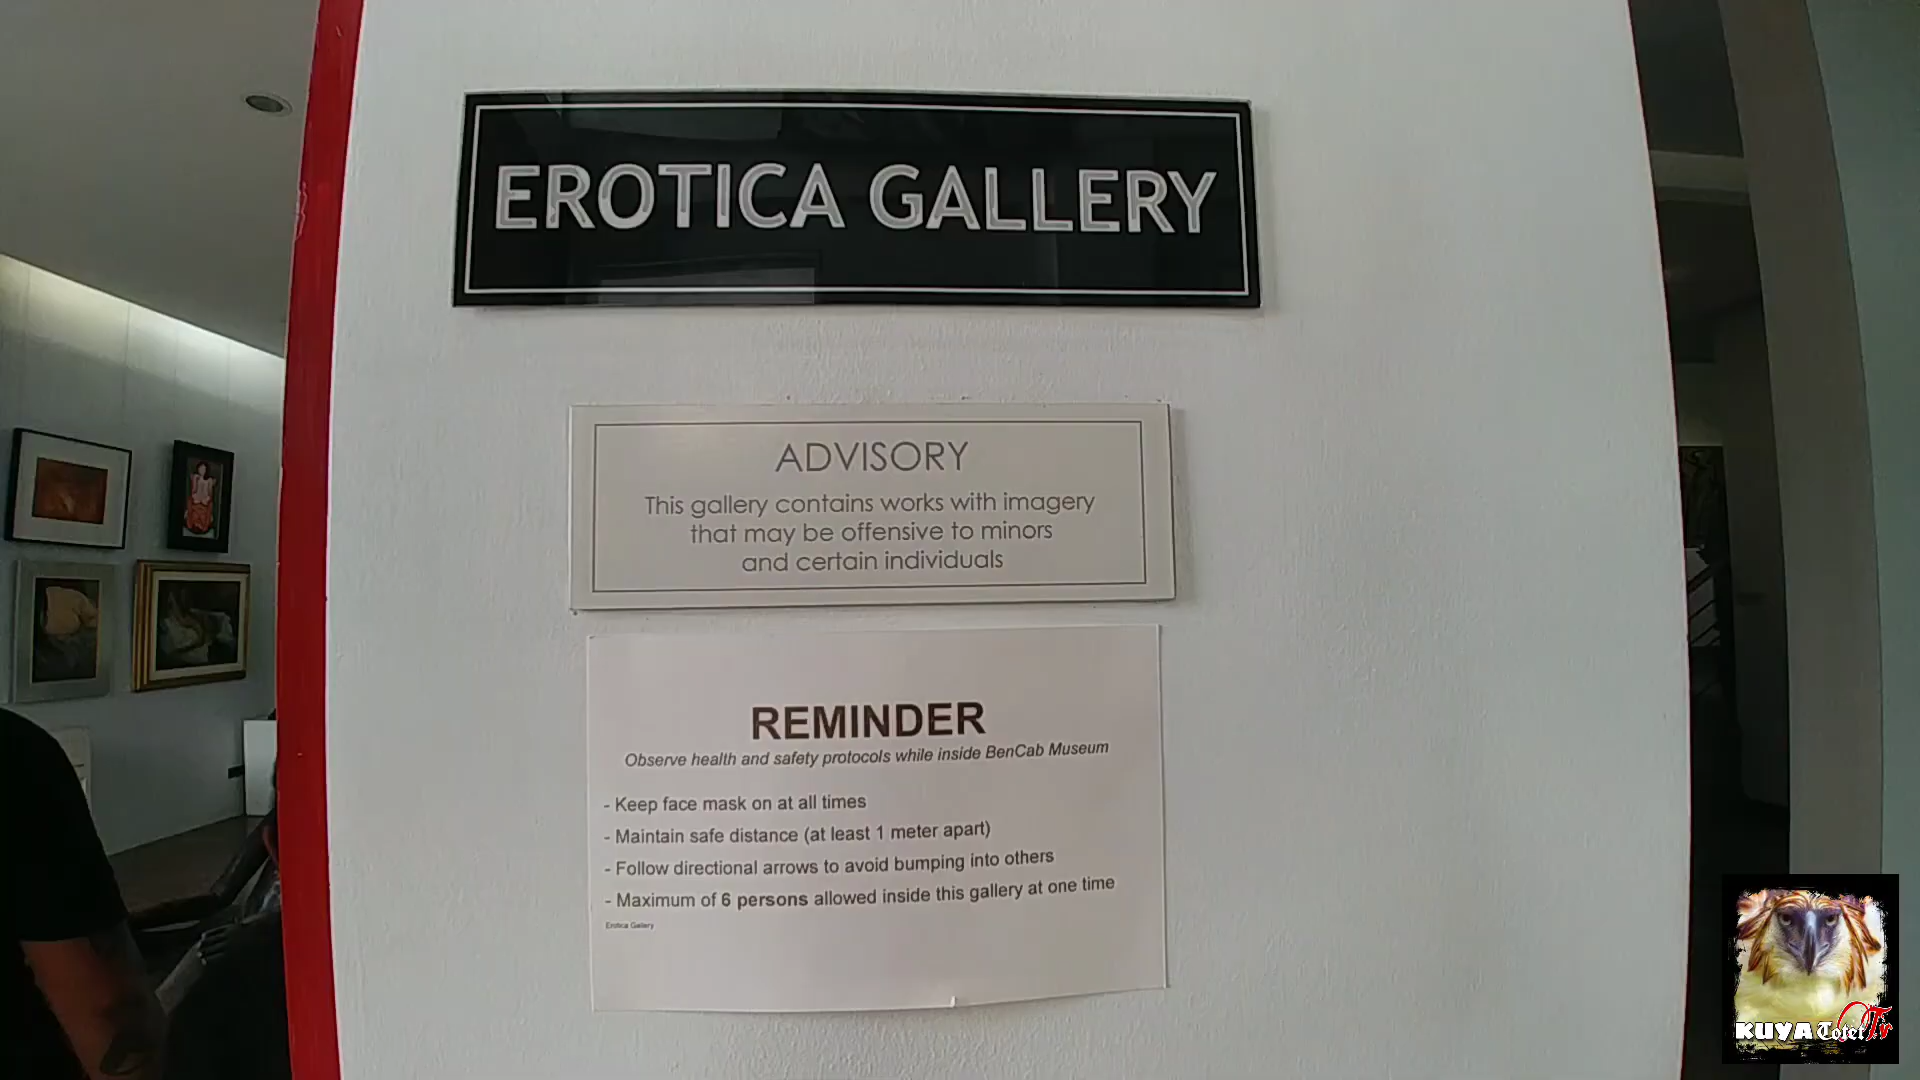 EROTICA GALLERY
ADVISORY
This gallery contains works with imagery
that may be offensive to minors
and certain individuals
REMINDER
Observe health and safety protocols while inside BenCab Museum
- Keep face mask on at all times
- Maintain safe distance (at least 1 meter apart)
- Follow directional arrows to avoid bumping into others
- Maximum of 6 persons allowed inside this gallery at one time
Erotica Gallery
KUYA Totet Tv